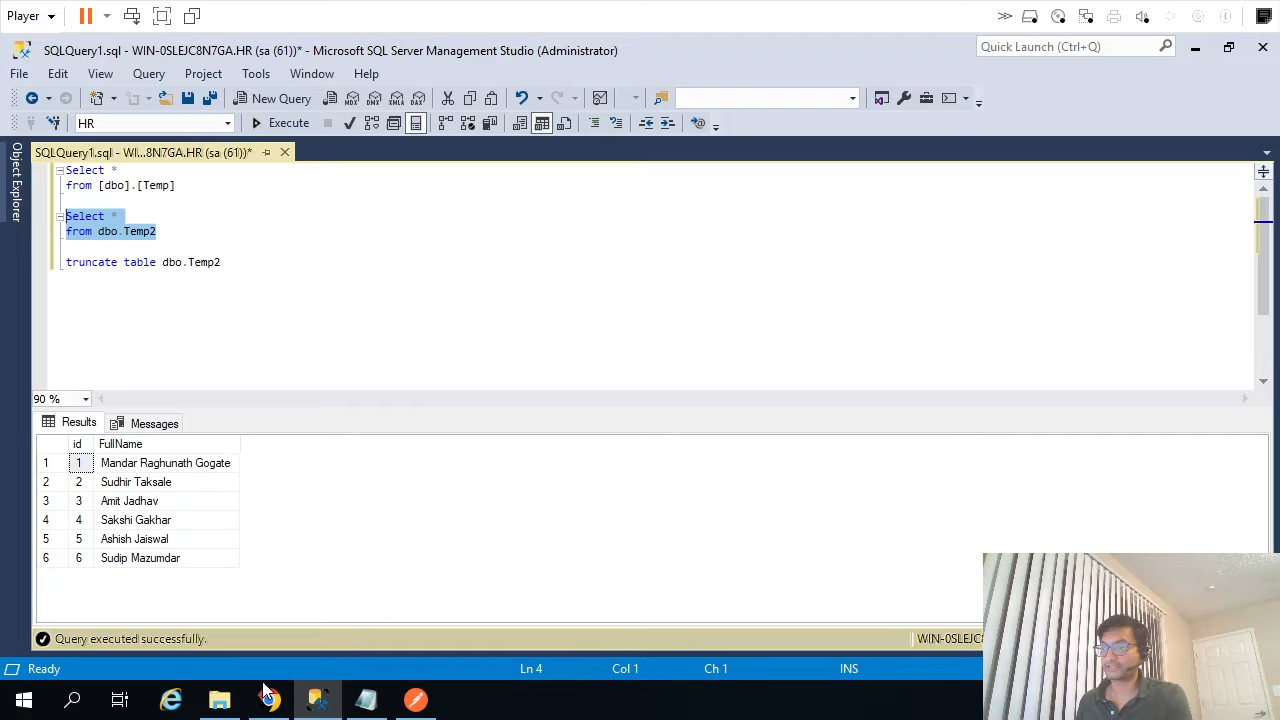 Player
SQLQuery1.sql - WIN-0SLEJC8N7GA.HR (sa (61))* - Microsoft SQL Server Management Studio (Administrator)
Quick Launch (Ctrl+Q)
File Edit View Query Project Tools Window Help
New Query MDX DMX XMLA DAX
HR Execute
Object Explorer
SQLQuery1.sql - WI...8N7GA.HR (sa (61))*
Select *
from [dbo].[Temp]
Select *
from dbo.Temp2
truncate table dbo.Temp2
90 %
Results Messages
id FullName
1 1 Mandar Raghunath Gogate
2 2 Sudhir Taksale
3 3 Amit Jadhav
4 4 Sakshi Gakhar
5 5 Ashish Jaiswal
6 6 Sudip Mazumdar
Query executed successfully. WIN-0SLEJC
Ready Ln 4 Col 1 Ch 1 INS